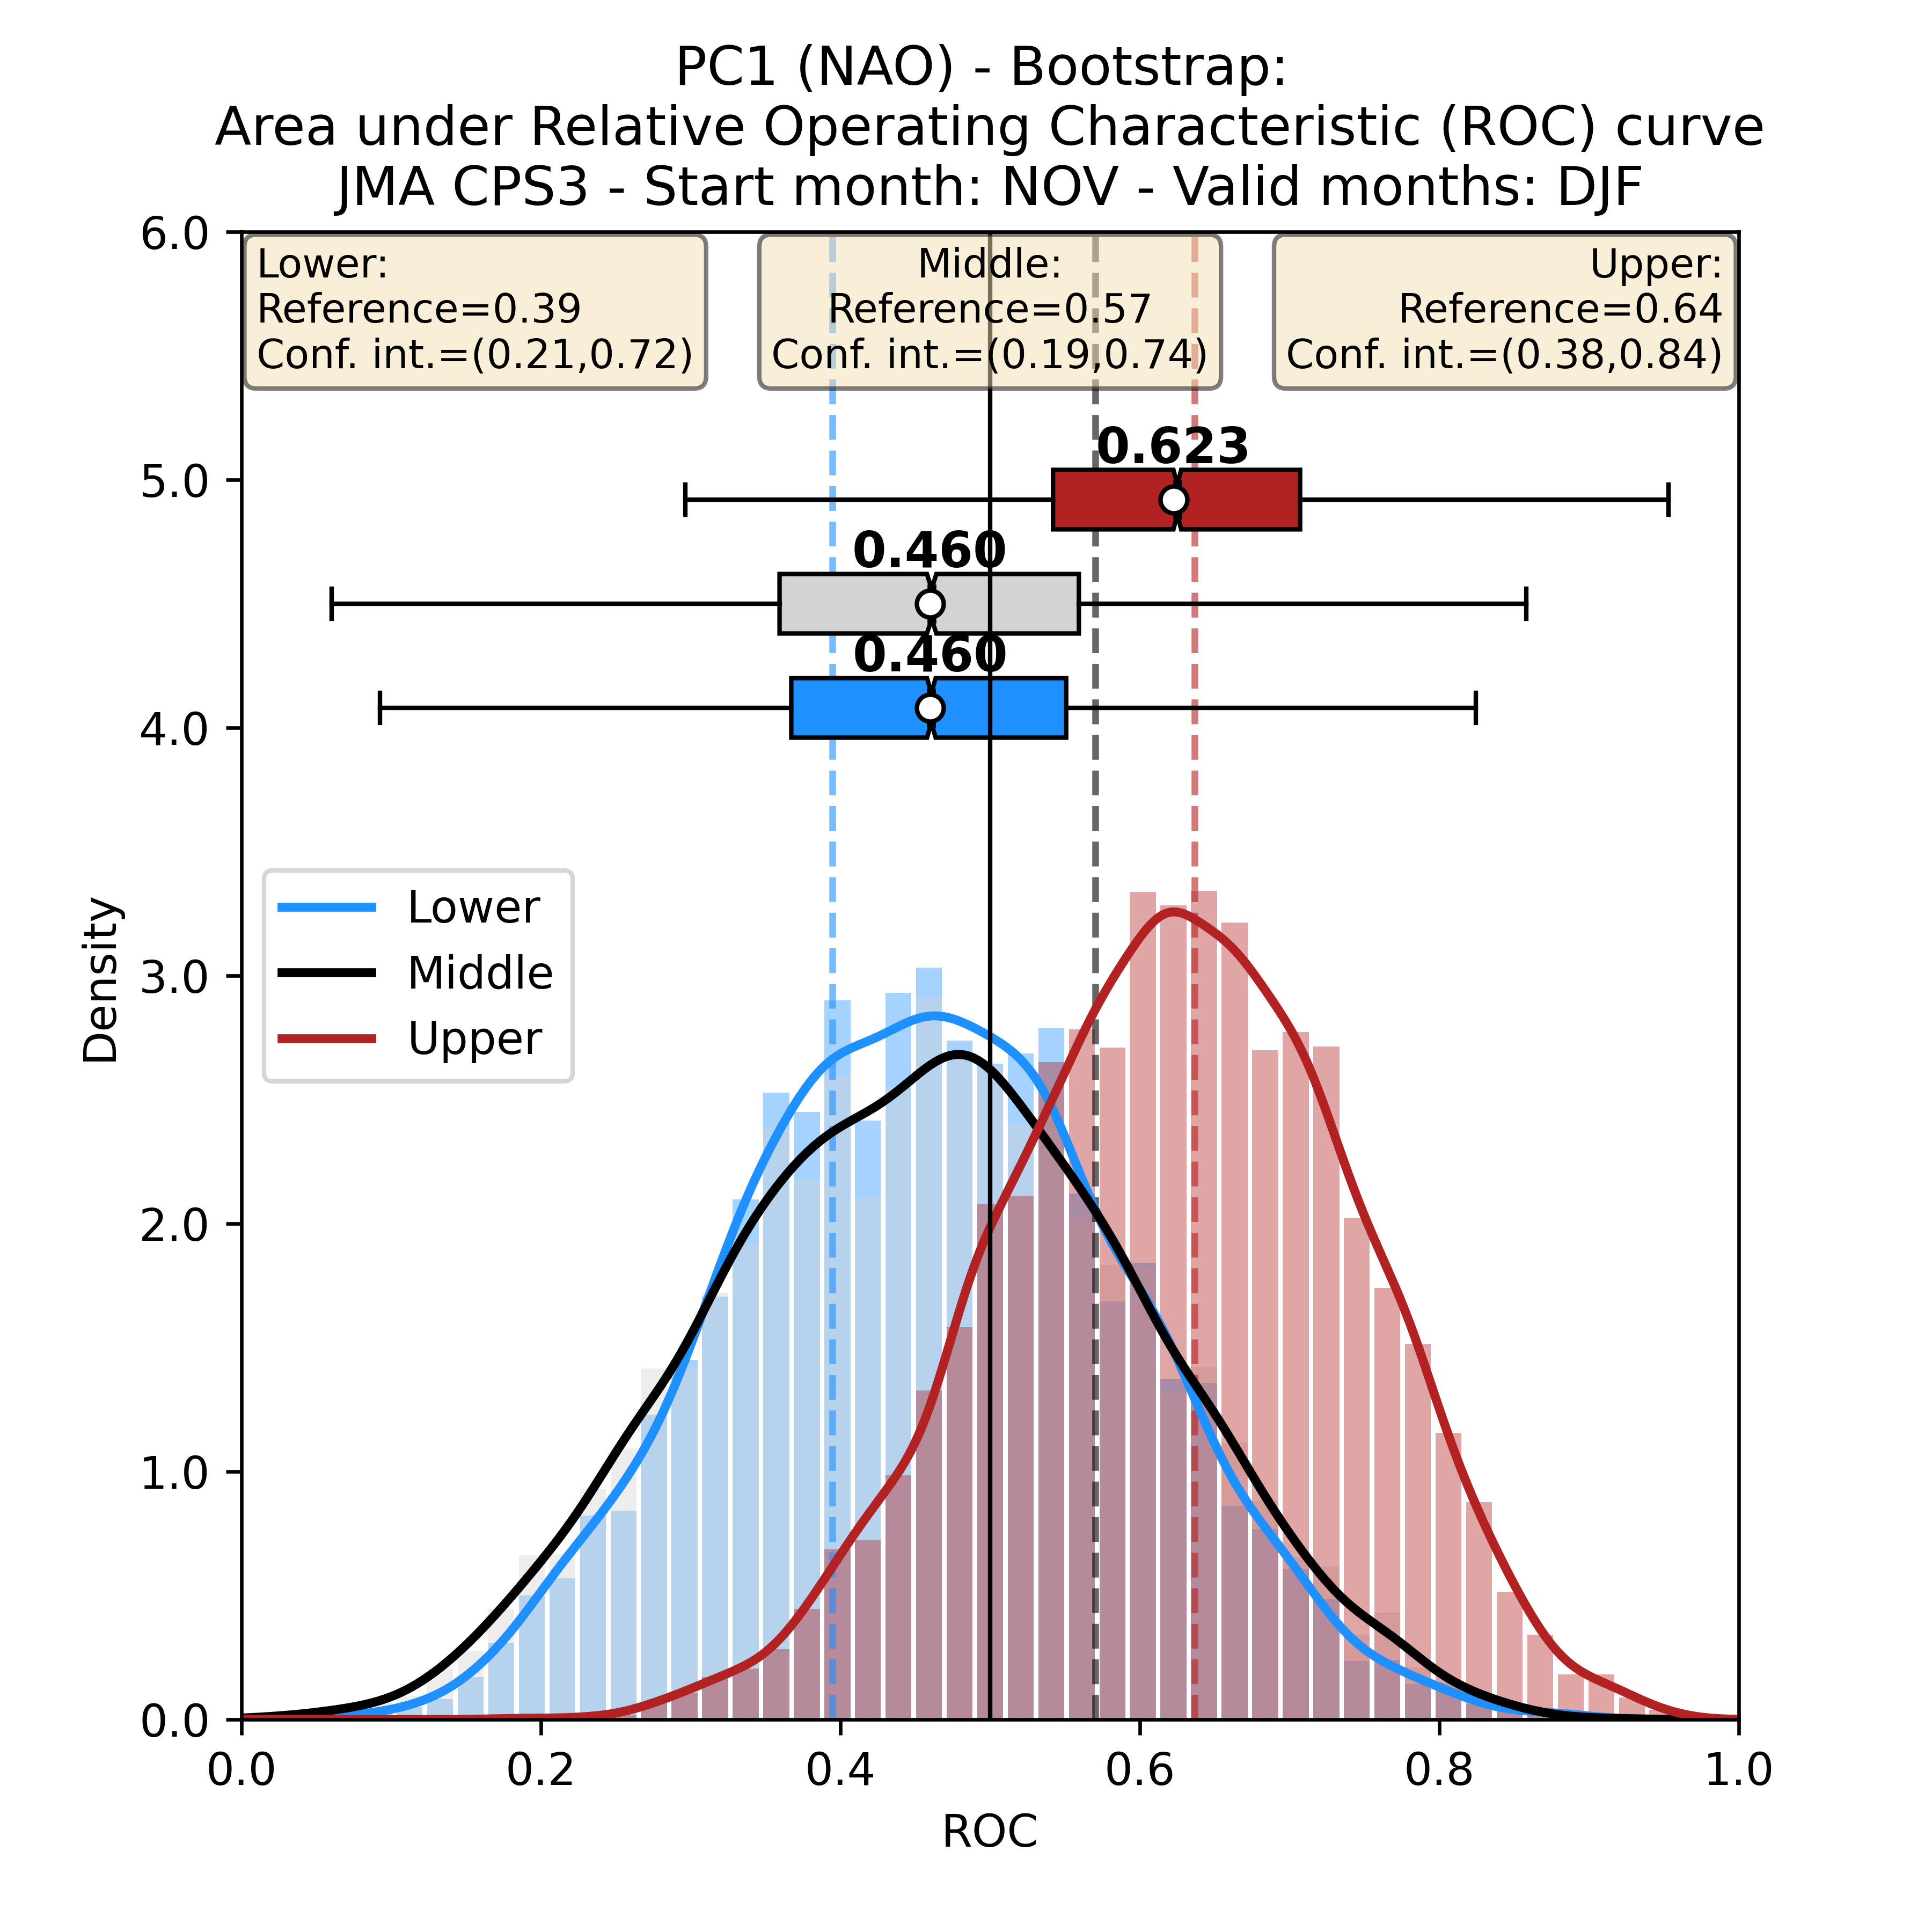 PC1 (NAO) - Bootstrap:
Area under Relative Operating Characteristic (ROC) curve
JMA CPS3 - Start month: NOV - Valid months: DJF
Lower:
Reference=0.39
Conf. int.=(0.21,0.72)
Middle:
Reference=0.57
Conf. int.=(0.19,0.74)
Upper:
Reference=0.64
Conf. int.=(0.38,0.84)
0.623
0.460
0.460
Lower
Middle
Upper
Density
6.0
5.0
4.0
3.0
2.0
1.0
0.0
0.0 0.2 0.4 0.6 0.8 1.0
ROC